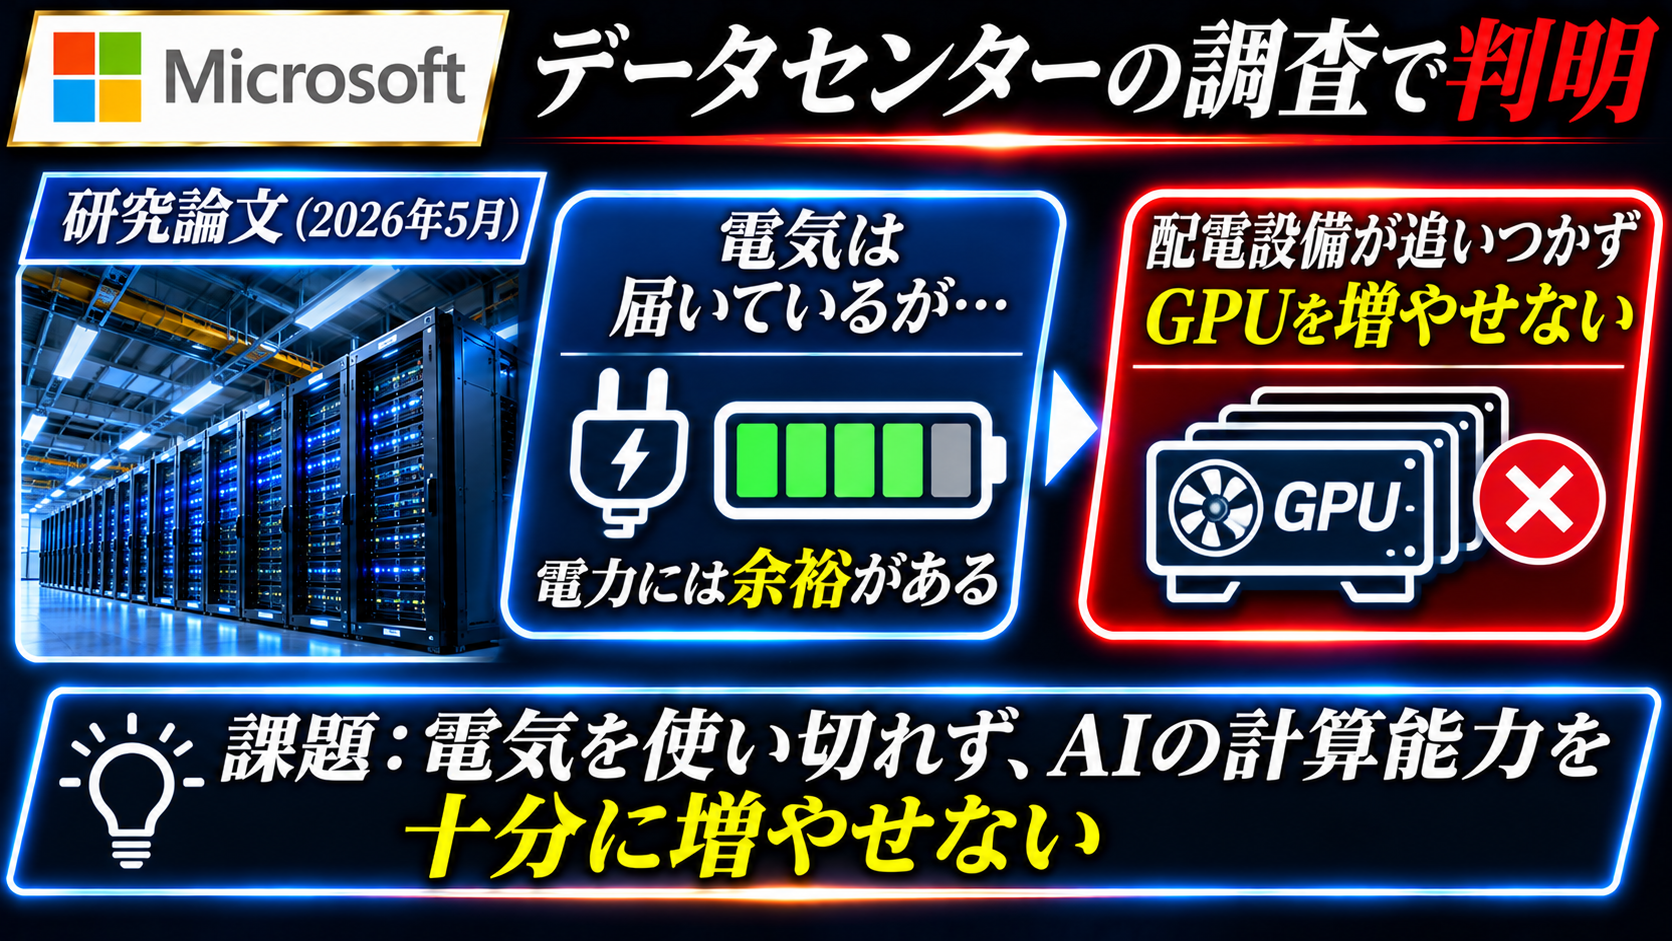 Microsoft
データセンターの調査で判明
研究論文(2026年5月)
電気は
届いているが…
電力には余裕がある
配電設備が追いつかず
GPUを増やせない
GPU
課題：電気を使い切れず、AIの計算能力を
十分に増やせない